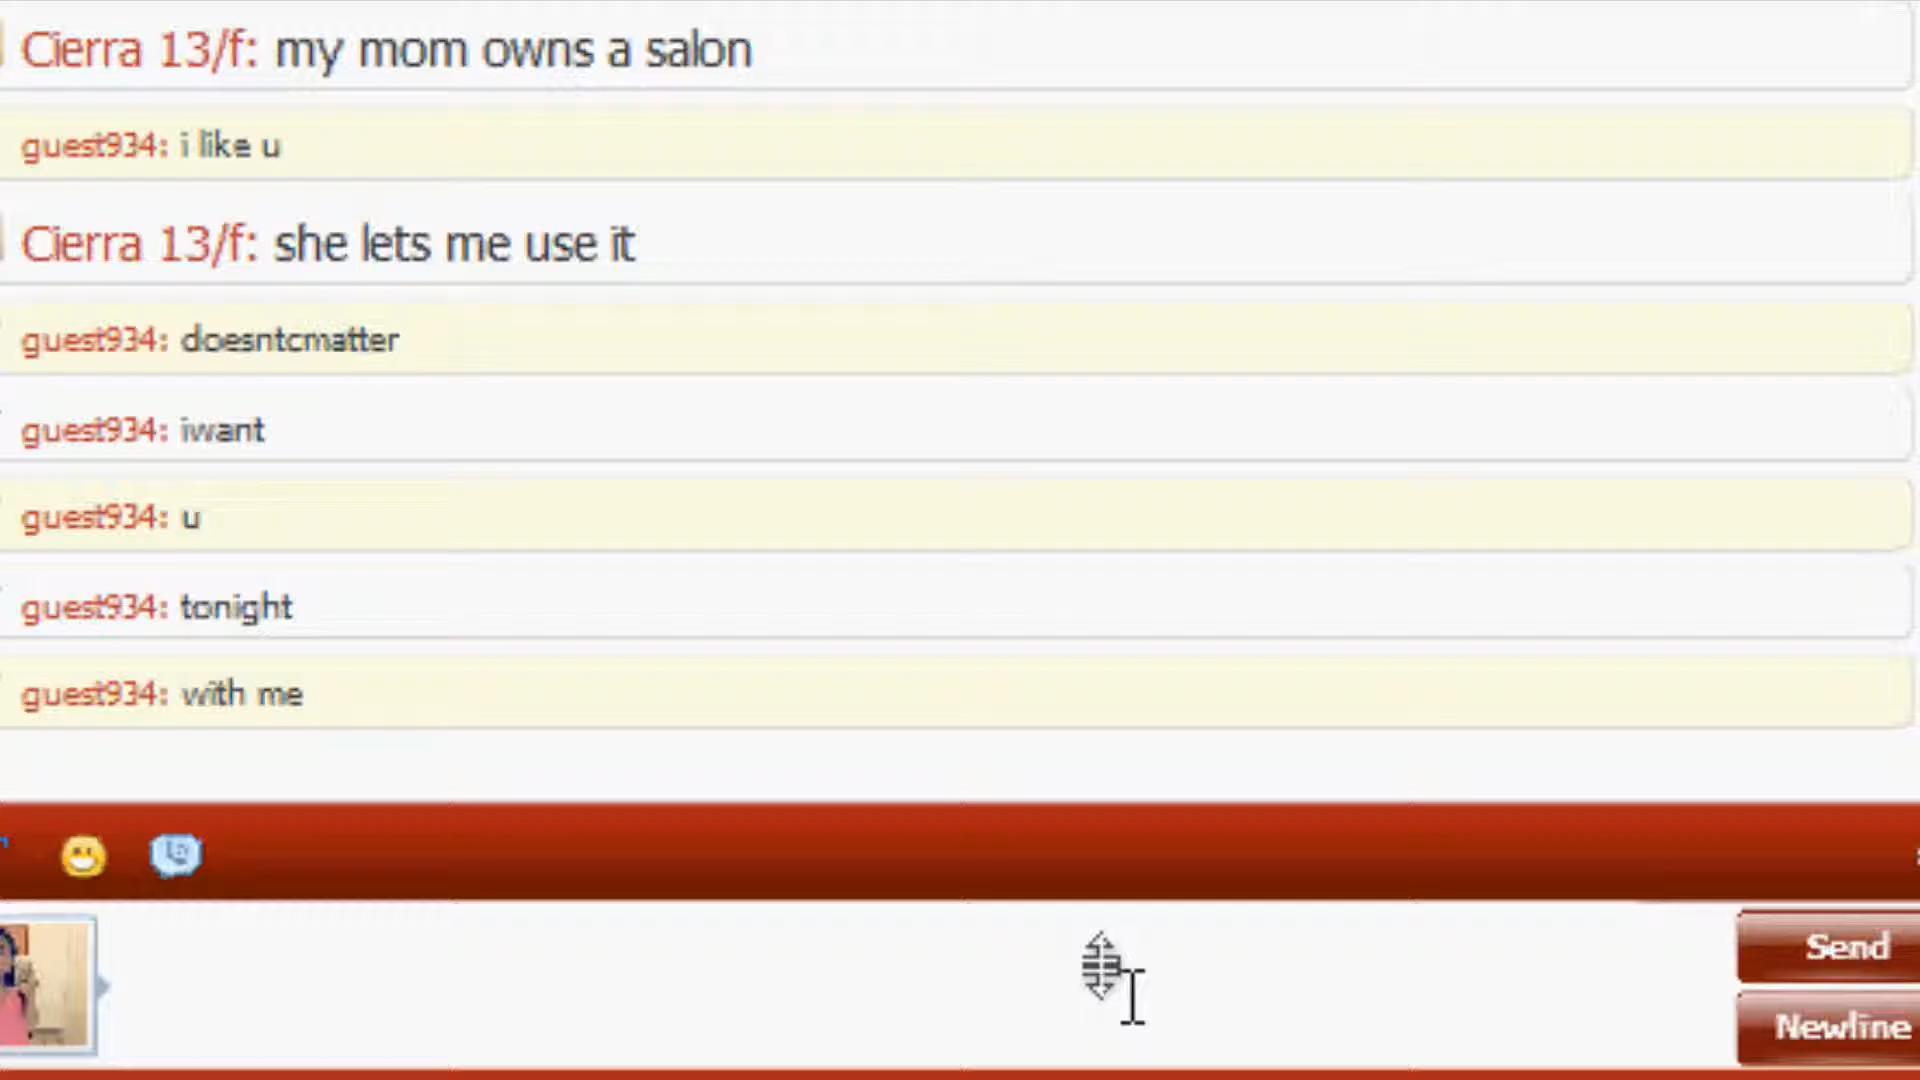 Cierra 13/f: my mom owns a salon
guest934: i like u
Cierra 13/f: she lets me use it
guest934: doesntcmatter
guest934: iwant
guest934: u
guest934: tonight
guest934: with me
Send
Newline